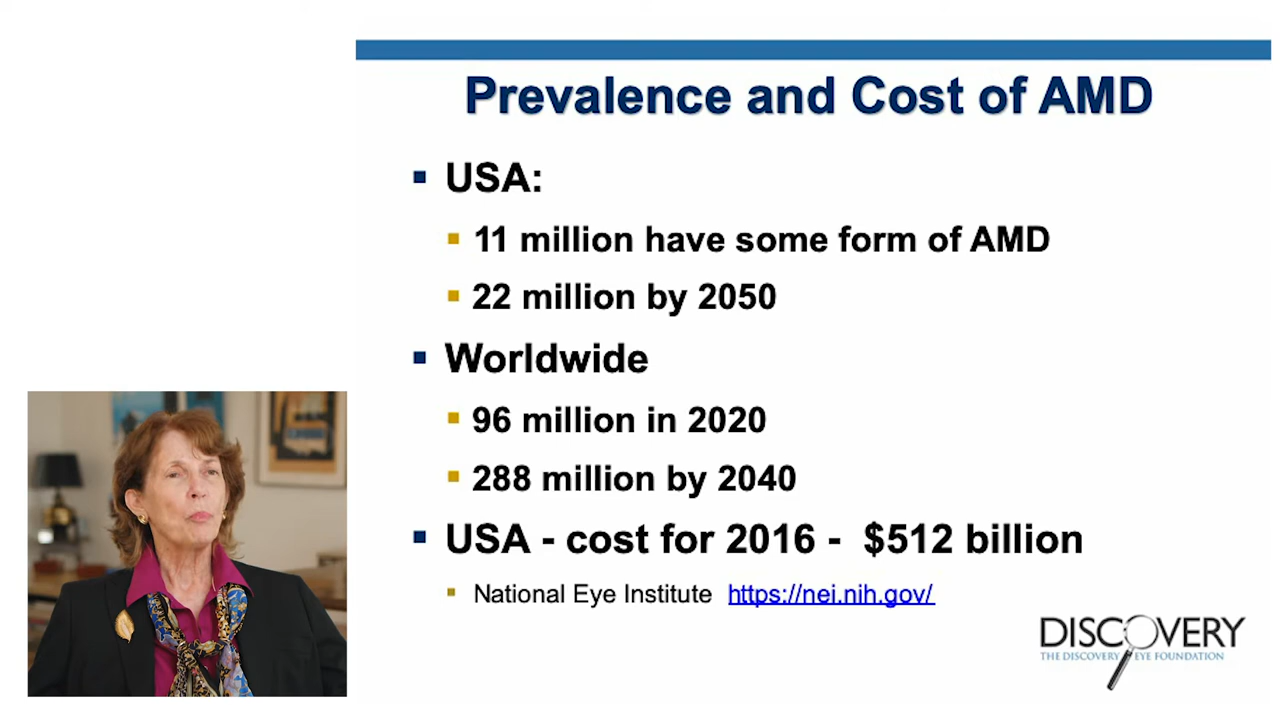 Prevalence and Cost of AMD
▪ USA:
▪ 11 million have some form of AMD
▪ 22 million by 2050
▪ Worldwide
▪ 96 million in 2020
▪ 288 million by 2040
▪ USA - cost for 2016 - $512 billion
▪ National Eye Institute https://nei.nih.gov/
DISCOVERY
THE DISCOVERY EYE FOUNDATION